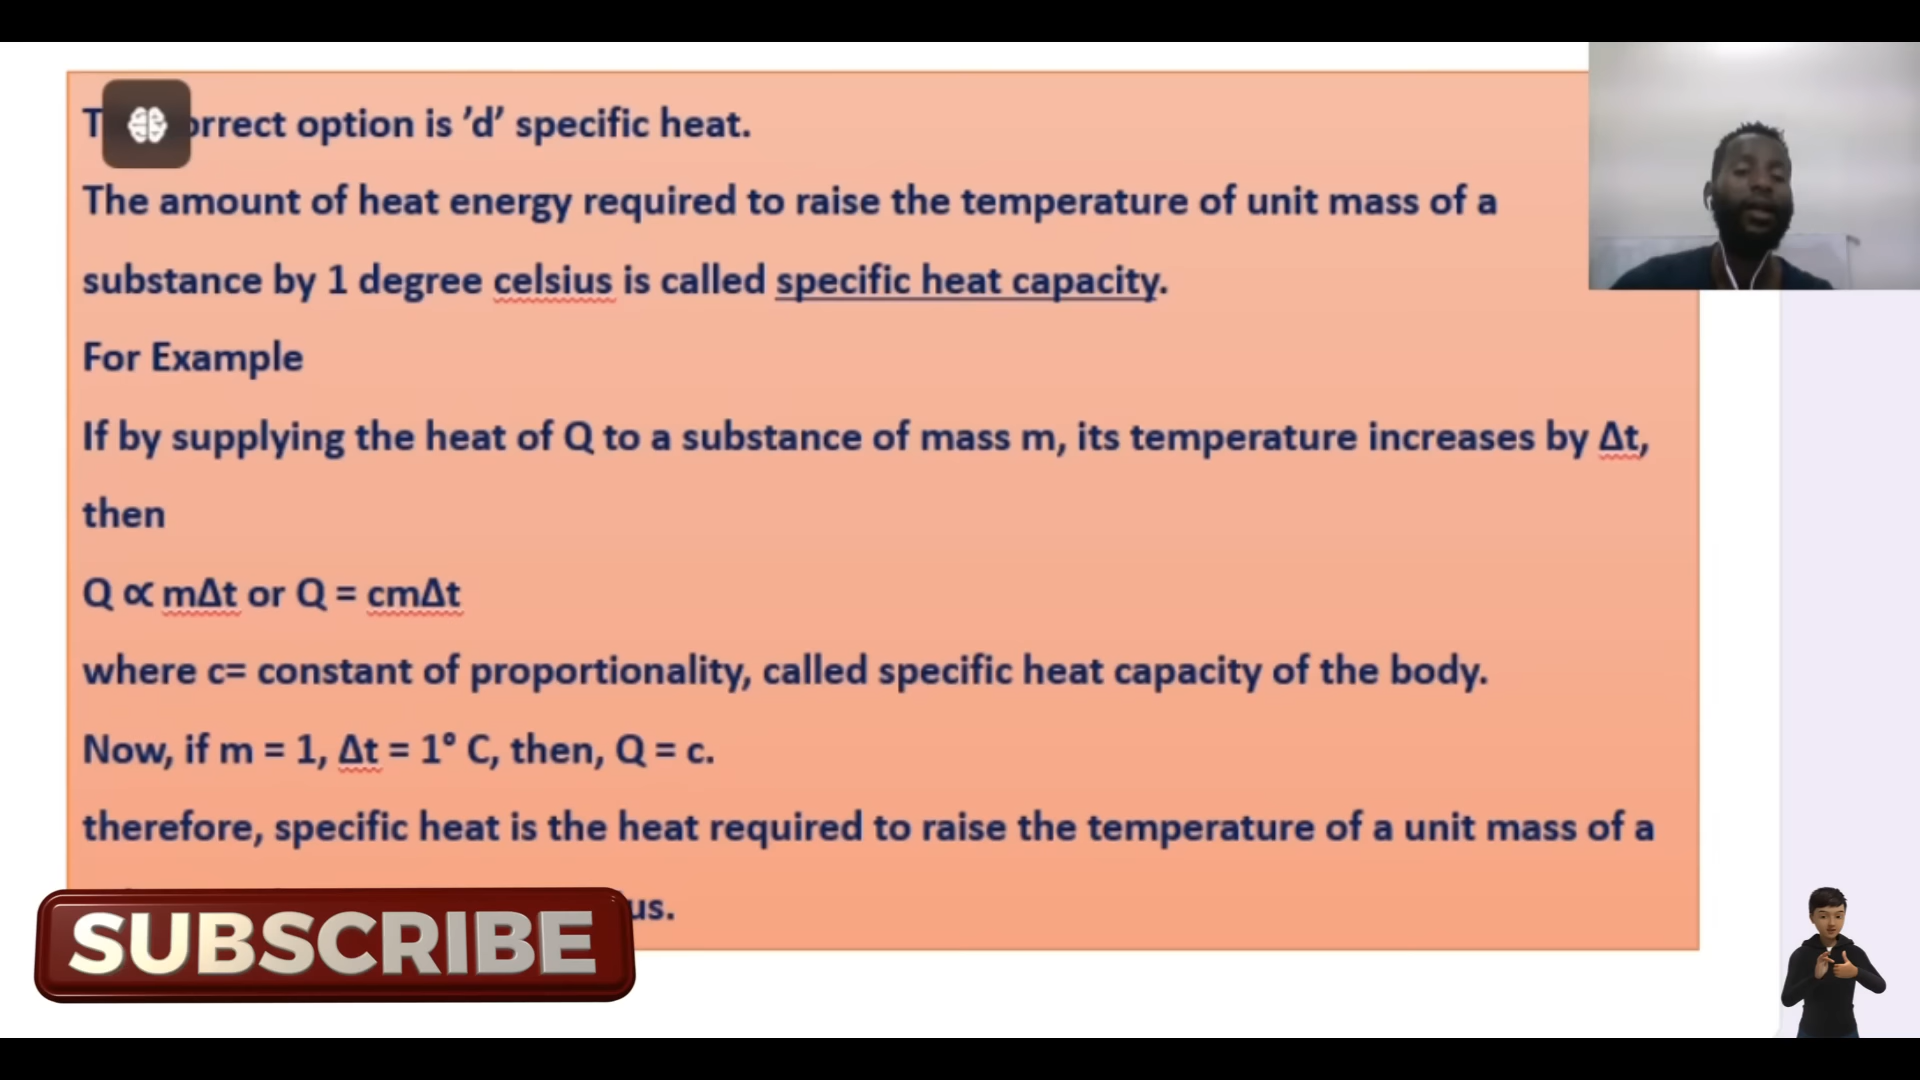 orrect option is ’d’ specific heat.
The amount of heat energy required to raise the temperature of unit mass of a
substance by 1 degree celsius is called specific heat capacity.
For Example
If by supplying the heat of Q to a substance of mass m, its temperature increases by Δt,
then
Q ∝ mΔt or Q = cmΔt
where c= constant of proportionality, called specific heat capacity of the body.
Now, if m = 1, Δt = 1° C, then, Q = c.
therefore, specific heat is the heat required to raise the temperature of a unit mass of a
us.
SUBSCRIBE